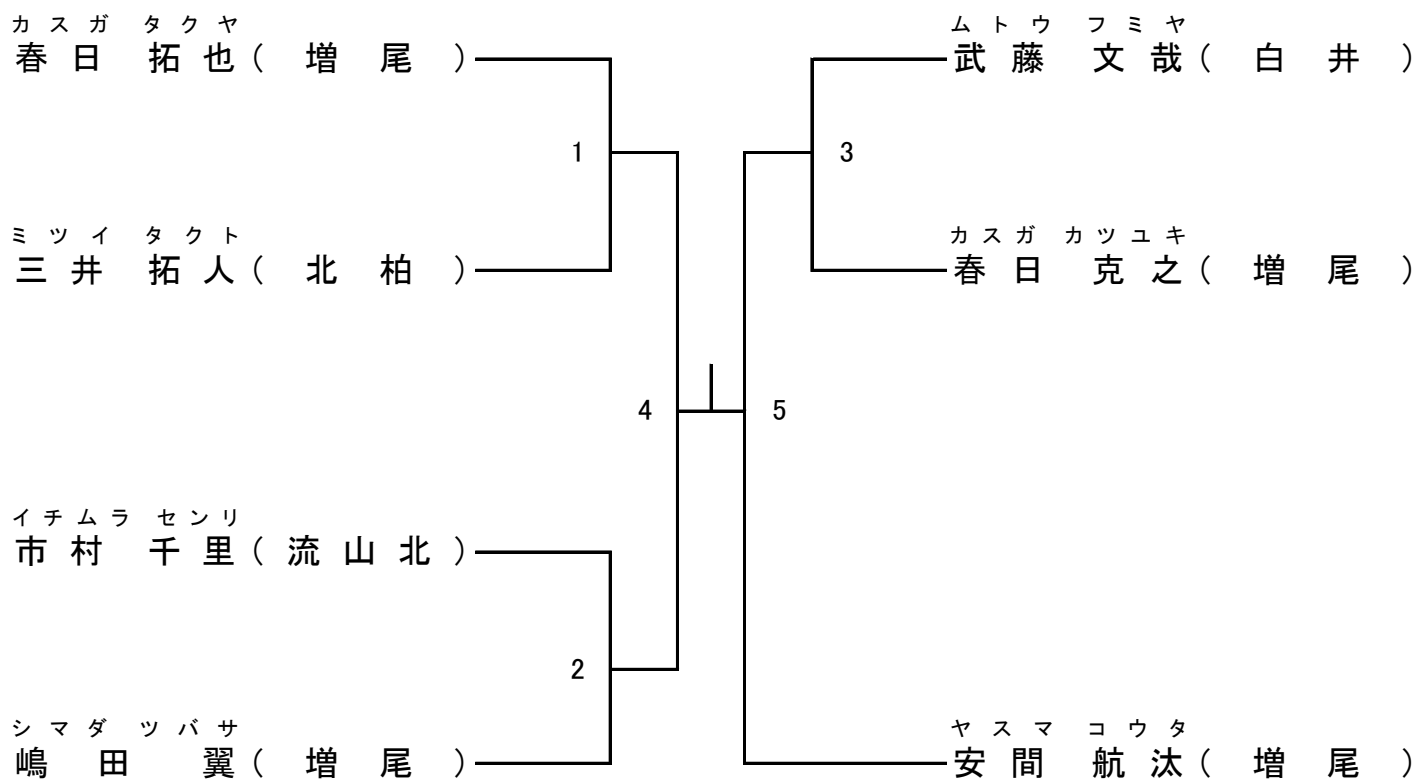 カスガ タクヤ
春日 拓也(増尾)
1
ミツイ タクト
三井 拓人(北柏)
4
イチムラ センリ
市村 千里(流山北)
2
シマダ ツバサ
嶋田 翼(増尾)
ムトウ フミヤ
武藤 文哉(白井)
3
カスガ カツユキ
春日 克之(増尾)
5
ヤスマ コウタ
安間 航汰(増尾)